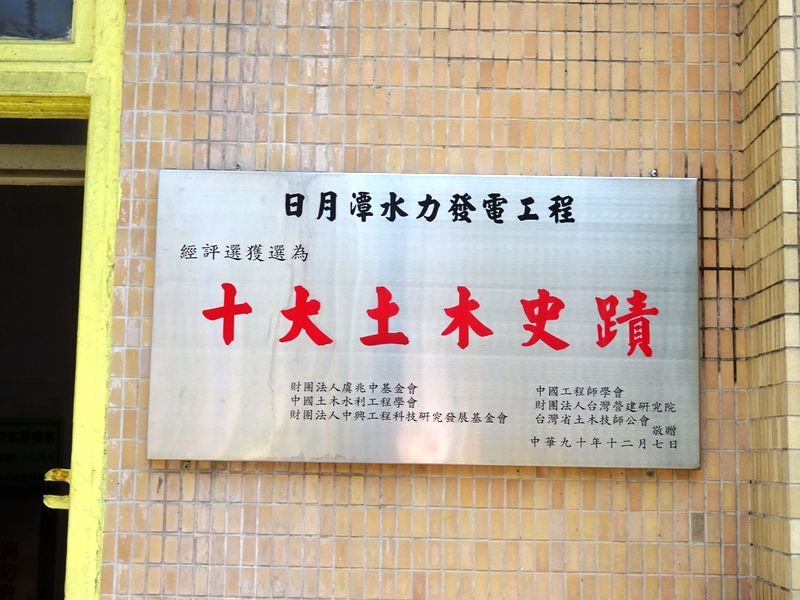 日月潭水力發電工程
經評選獲選為
十大土木史蹟
財團法人虞兆中基金會
中國土木水利工程學會
財團法人中興工程科技研究發展基金會
中國工程師學會
財團法人台灣營建研究院
台灣省土木技師公會
敬贈
中華九十年十二月七日